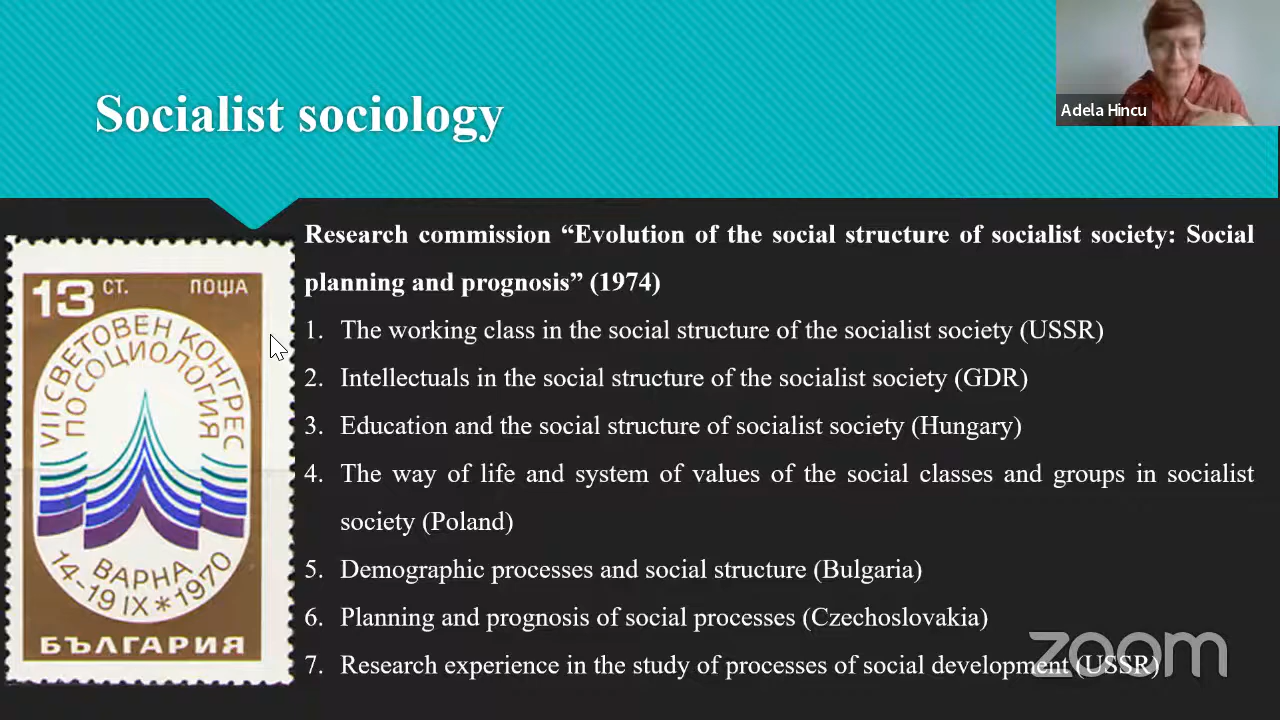 Socialist sociology
Adela Hincu
Research commission “Evolution of the social structure of socialist society: Social
planning and prognosis” (1974)
1. The working class in the social structure of the socialist society (USSR)
2. Intellectuals in the social structure of the socialist society (GDR)
3. Education and the social structure of socialist society (Hungary)
4. The way of life and system of values of the social classes and groups in socialist
society (Poland)
5. Demographic processes and social structure (Bulgaria)
6. Planning and prognosis of social processes (Czechoslovakia)
7. Research experience in the study of processes of social development (USSR)
13 СТ. ПОЩА
VII СВЕТОВЕН КОНГРЕС
ПО СОЦИОЛОГИЯ
ВАРНА
14-19 IX * 1970
БЪЛГАРИЯ
zoom